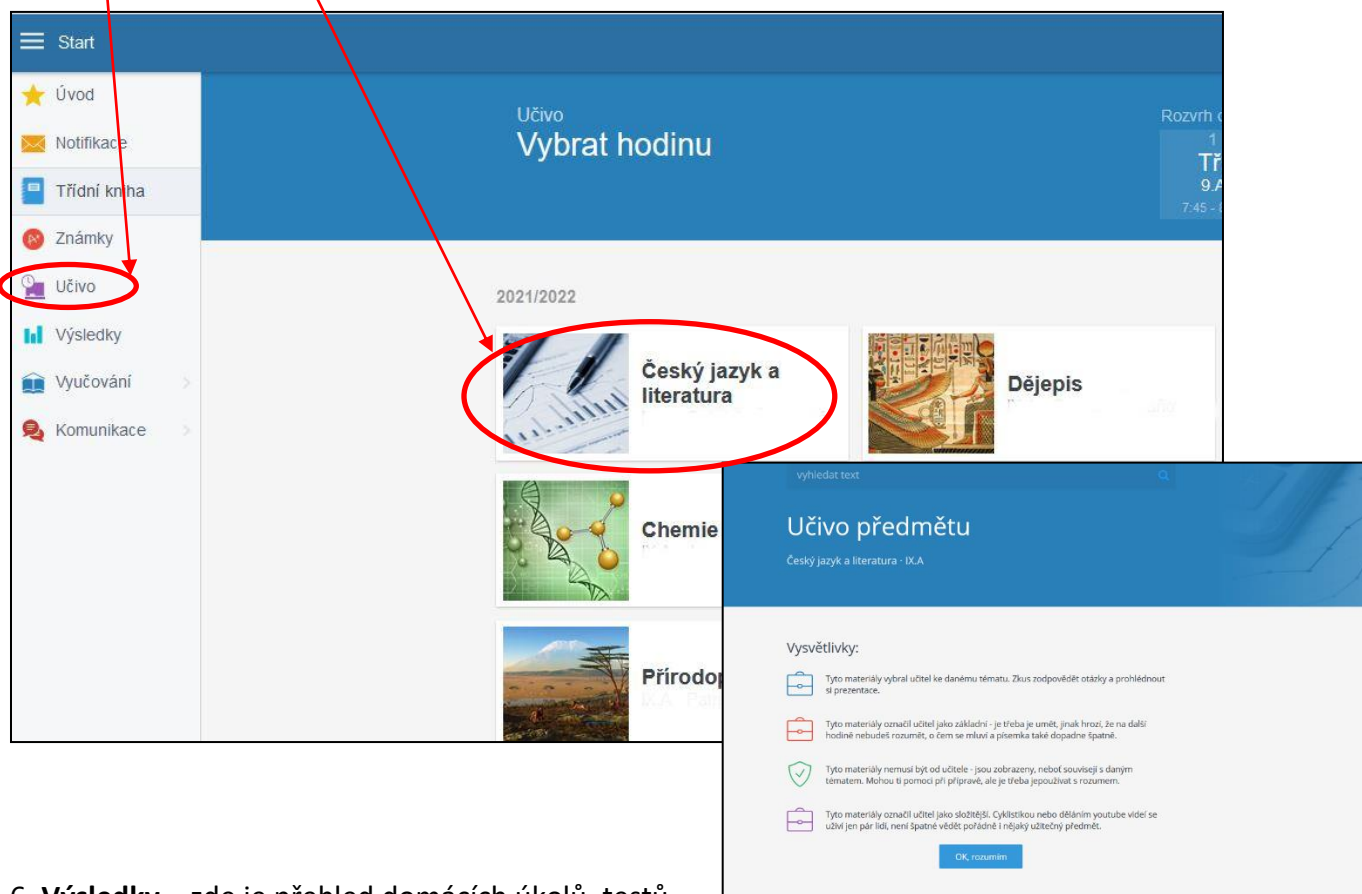 Start
Úvod
Notifikace
Třídní kniha
Známky
Učivo
Výsledky
Vyučování
Komunikace
Učivo
Vybrat hodinu
Rozvrh
1
9.A
7:45 -
2021/2022
Český jazyk a
literatura
Dějepis
Chemie
vyhledat text
Učivo předmětu
Český jazyk a literatura · IX.A
Vysvětlivky:
Tyto materiály vybral učitel ke danému tématu. Zkus zodpovědět otázky a prohlédnout
si prezentace.
Tyto materiály označil učitel jako základní - je třeba je umět, jinak hrozí, že na další
hodině nebudeš rozumět, o čem se mluví a písemka také dopadne špatně.
Tyto materiály nemusí být od učitele - jsou zobrazeny, neboť souvisejí s daným
tématem. Mohou ti pomoci při přípravě, ale je třeba jepoužívat s rozumem.
Tyto materiály označil učitel jako složitější. Cyklistikou nebo děláním youtube videí se
uživí jen pár lidí, není špatné vědět pořádně i nějaký užitečný předmět.
OK, rozumím
6. Výsledky – zde je přehled domácích úkolů, testů